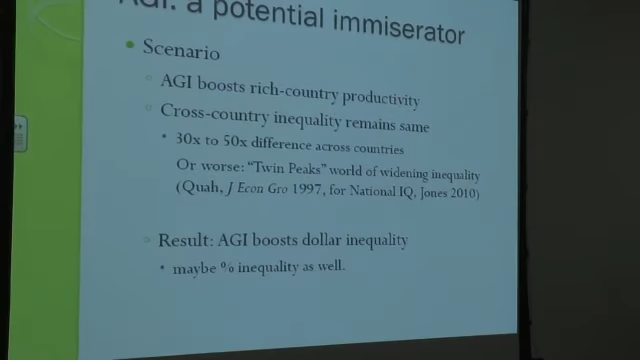 AGI: a potential immiserator
Scenario
AGI boosts rich-country productivity
Cross-country inequality remains same
30x to 50x difference across countries
Or worse: “Twin Peaks” world of widening inequality
(Quah, J Econ Gro 1997, for National IQ, Jones 2010)
Result: AGI boosts dollar inequality
maybe % inequality as well.